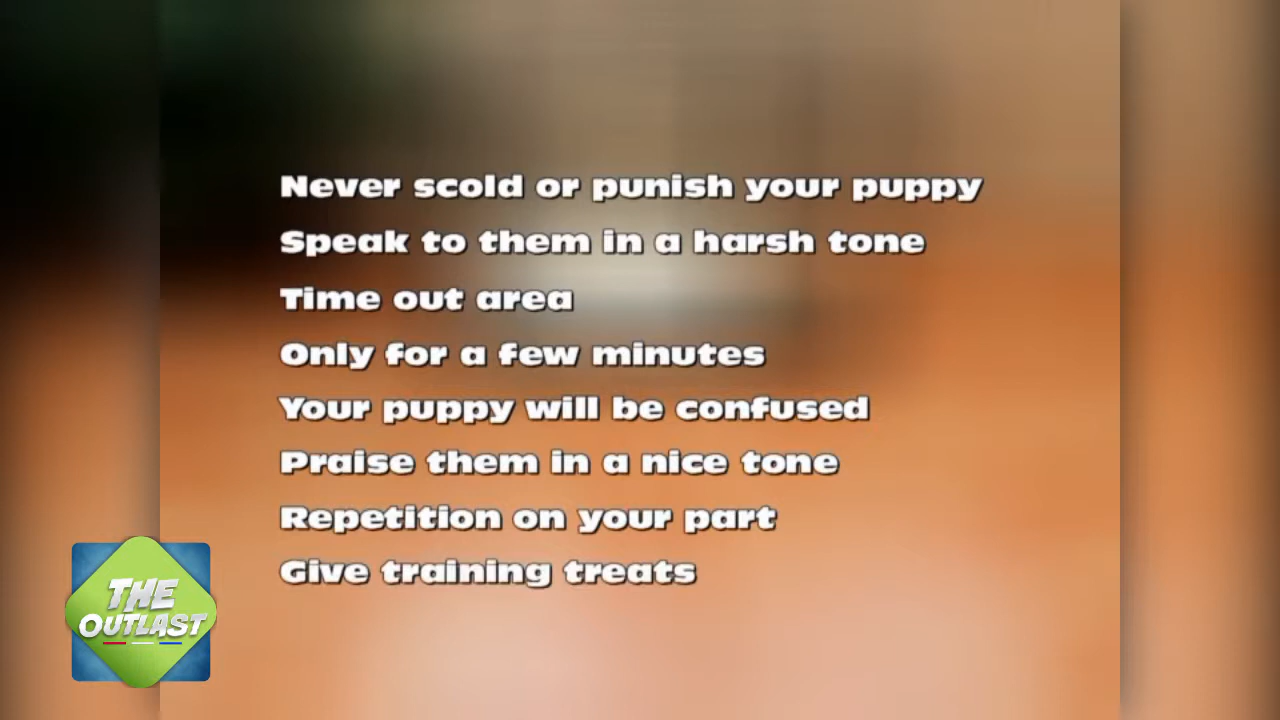 Never scold or punish your puppy
Speak to them in a harsh tone
Time out area
Only for a few minutes
Your puppy will be confused
Praise them in a nice tone
Repetition on your part
Give training treats
THE
OUTLAST